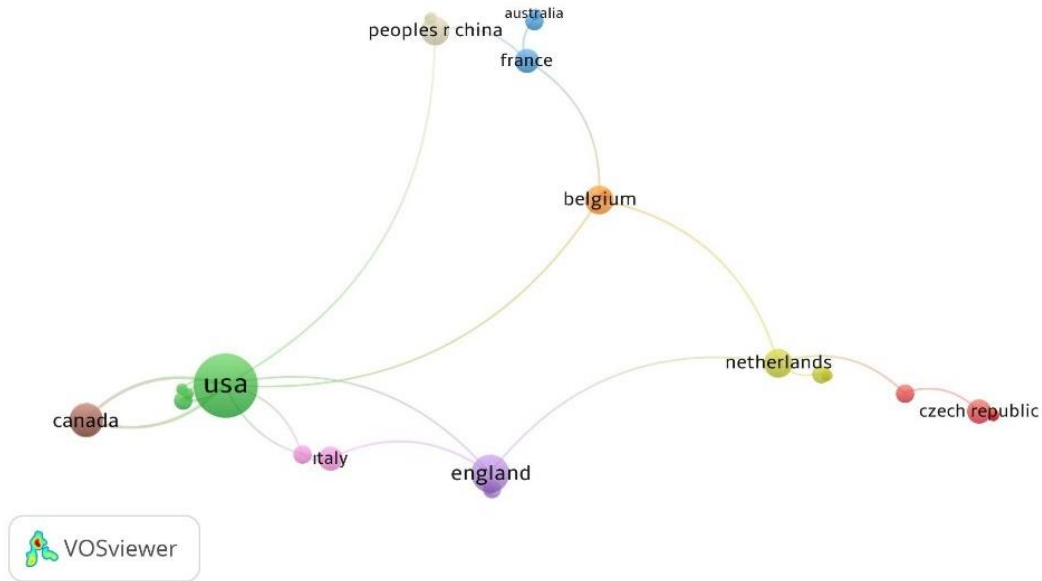 australia
peoples r china
france
belgium
netherlands
usa
czech republic
canada
italy
england
VOSviewer